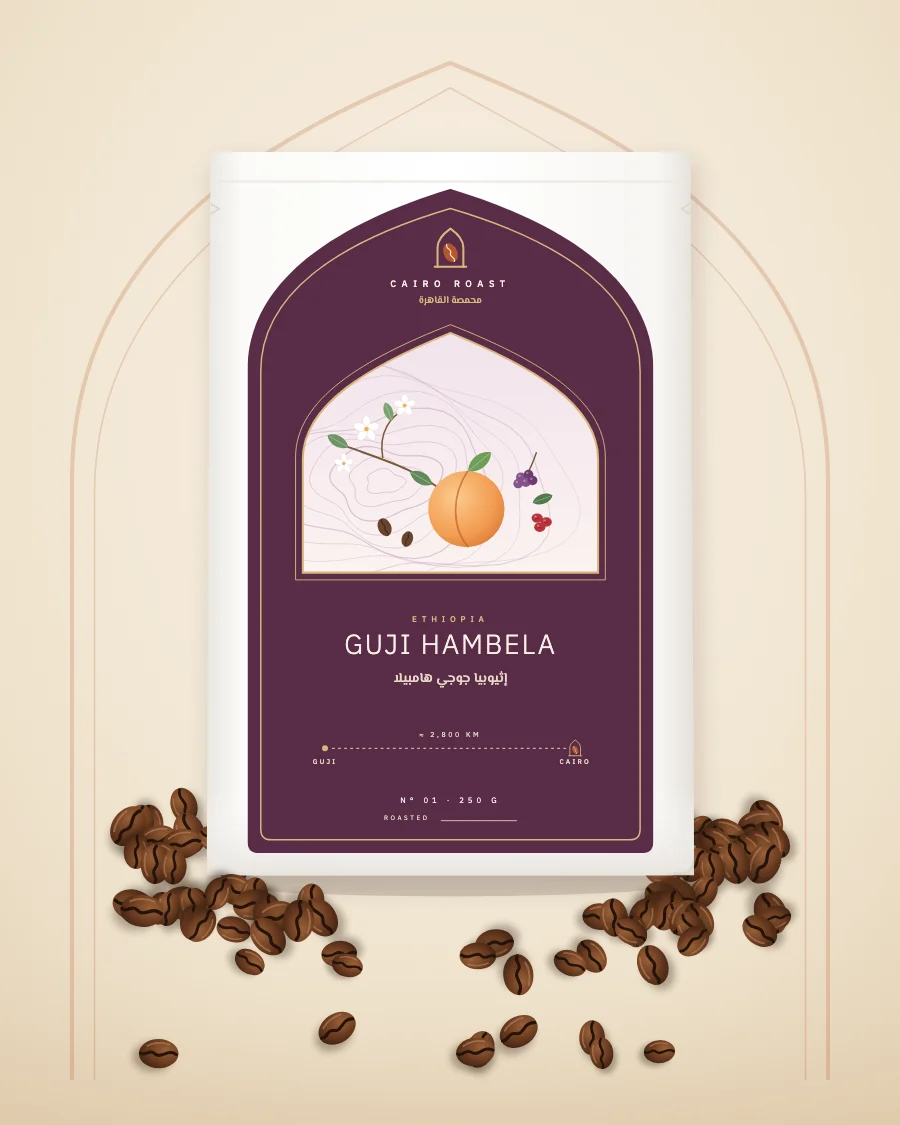 CAIRO ROAST
محمصة القاهرة
ETHIOPIA
GUJI HAMBELA
إثيوبيا جوجي هامبيلا
≈ 2,800 KM
GUJI
CAIRO
Nº 01 · 250 G
ROASTED